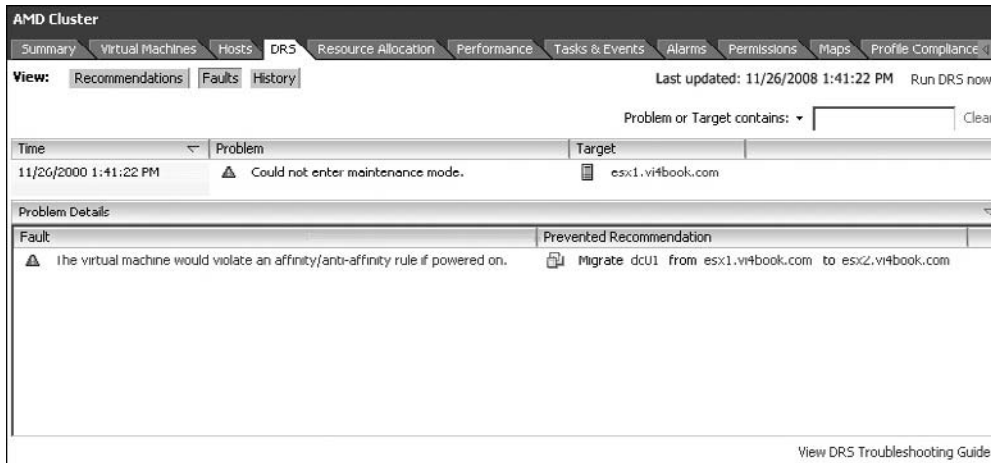 AMD Cluster
Summary Virtual Machines Hosts DRS Resource Allocation Performance Tasks & Events Alarms Permissions Maps Profile Compliance
View: Recommendations Faults History Last updated: 11/26/2008 1:41:22 PM Run DRS now
Problem or Target contains: Clear
Time Problem Target
11/26/2008 1:41:22 PM Could not enter maintenance mode. esx1.vi4book.com
Problem Details
Fault Prevented Recommendation
The virtual machine would violate an affinity/anti-affinity rule if powered on. Migrate dc01 from esx1.vi4book.com to esx2.vi4book.com
View DRS Troubleshooting Guide